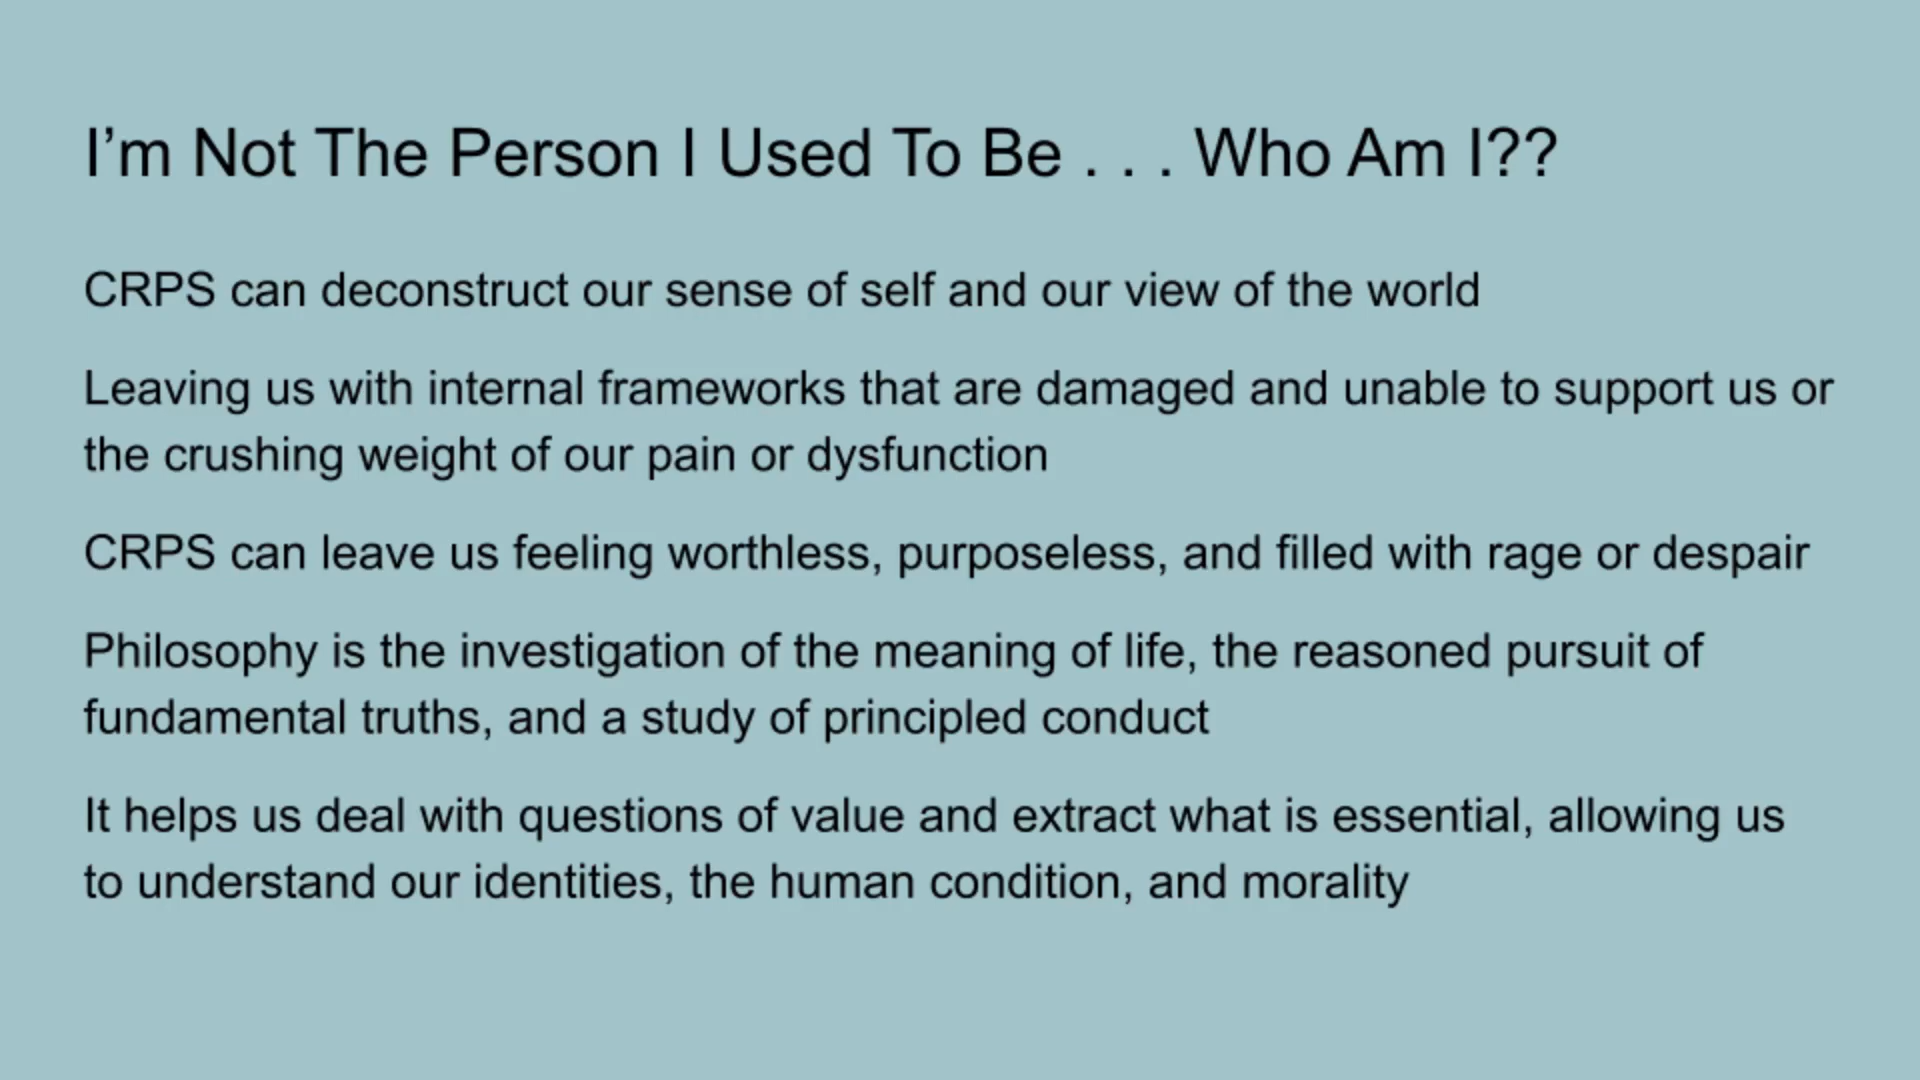 I’m Not The Person I Used To Be . . . Who Am I??
CRPS can deconstruct our sense of self and our view of the world
Leaving us with internal frameworks that are damaged and unable to support us or
the crushing weight of our pain or dysfunction
CRPS can leave us feeling worthless, purposeless, and filled with rage or despair
Philosophy is the investigation of the meaning of life, the reasoned pursuit of
fundamental truths, and a study of principled conduct
It helps us deal with questions of value and extract what is essential, allowing us
to understand our identities, the human condition, and morality